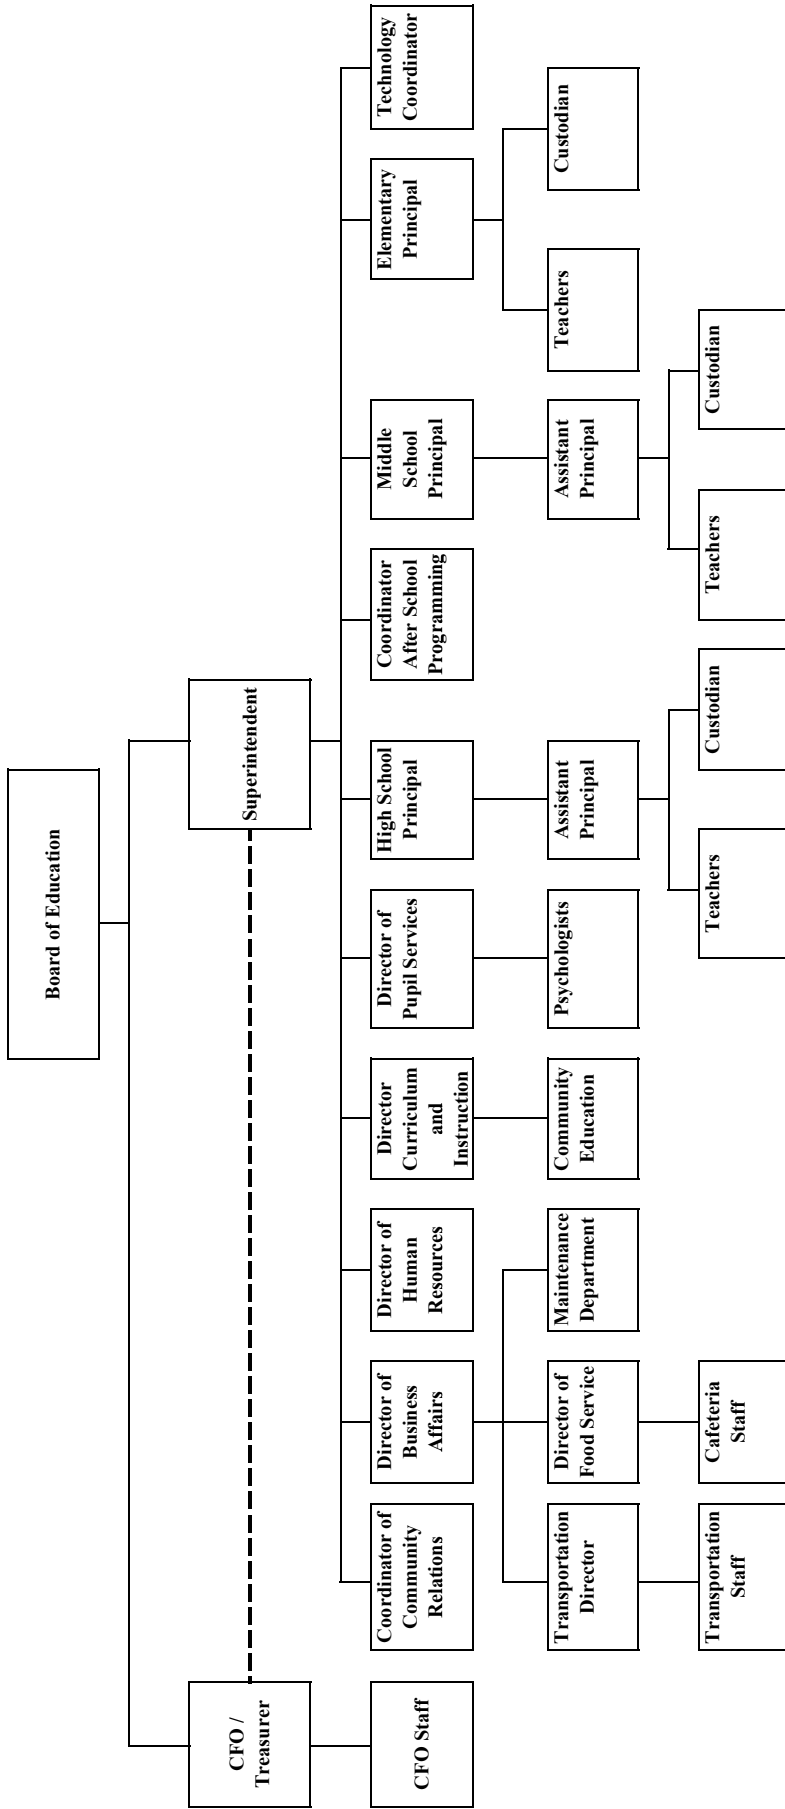 Board of Education
CFO /
Treasurer
Superintendent
CFO Staff
Coordinator of
Community
Relations
Director of
Business
Affairs
Director of
Human
Resources
Director
Curriculum
and
Instruction
Director of
Pupil Services
High School
Principal
Coordinator
After School
Programming
Middle
School
Principal
Elementary
Principal
Technology
Coordinator
Transportation
Director
Director of
Food Service
Maintenance
Department
Community
Education
Psychologists
Assistant
Principal
Assistant
Principal
Teachers
Custodian
Transportation
Staff
Cafeteria
Staff
Teachers
Custodian
Teachers
Custodian